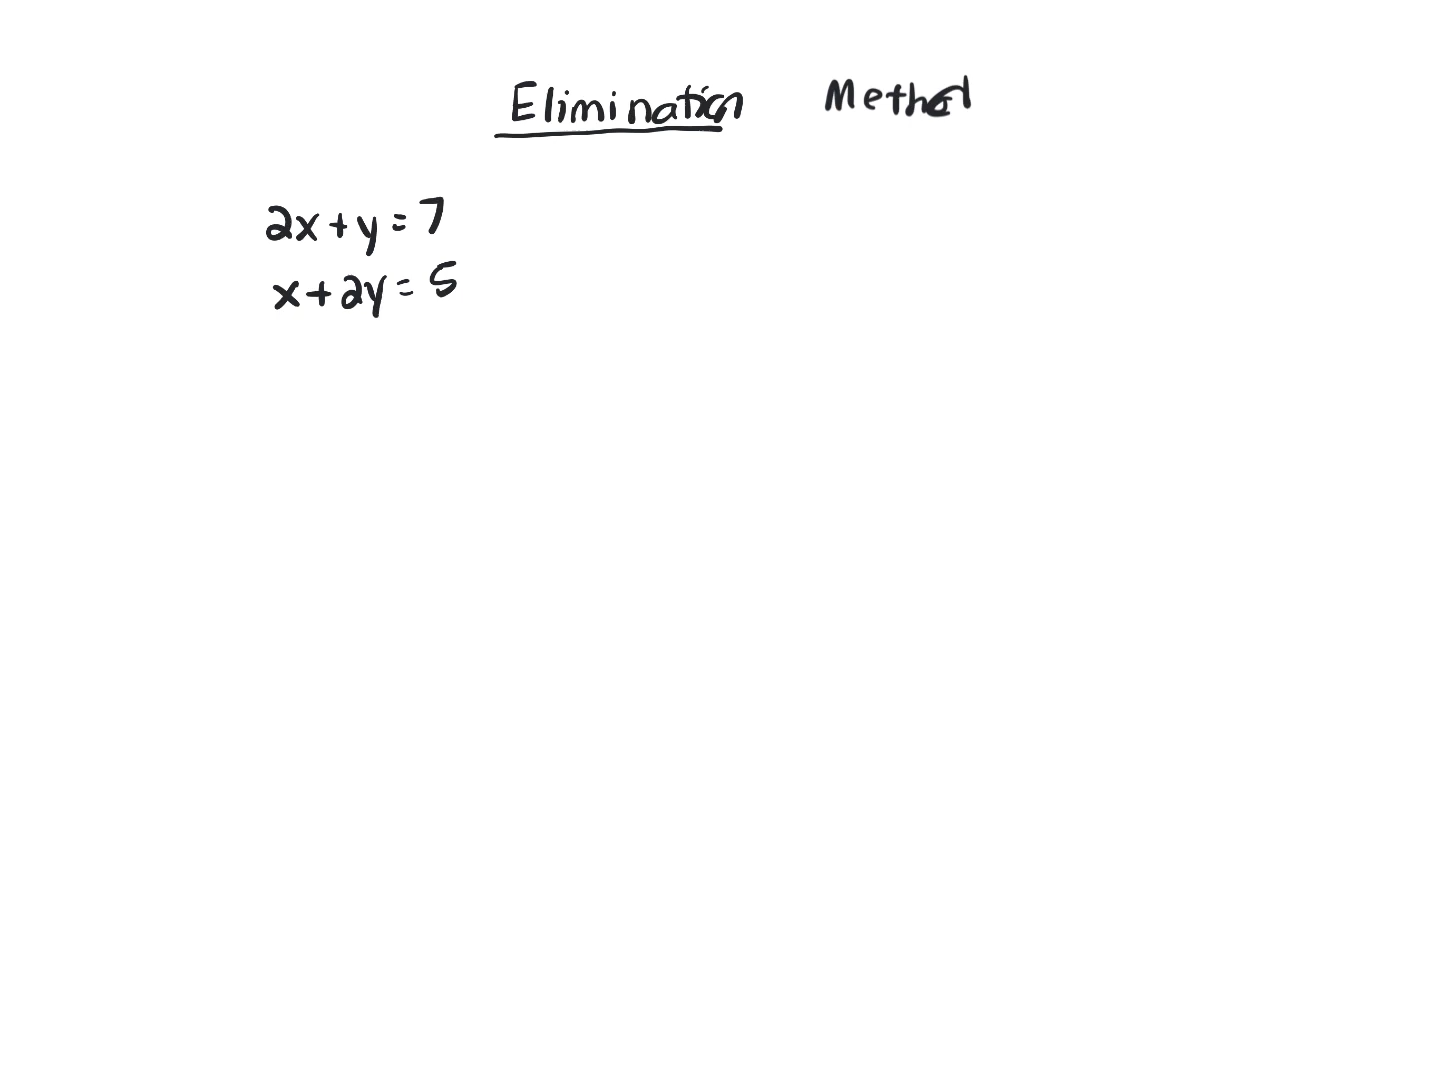 Elimination Method
2x + y = 7
x + 2y = 5